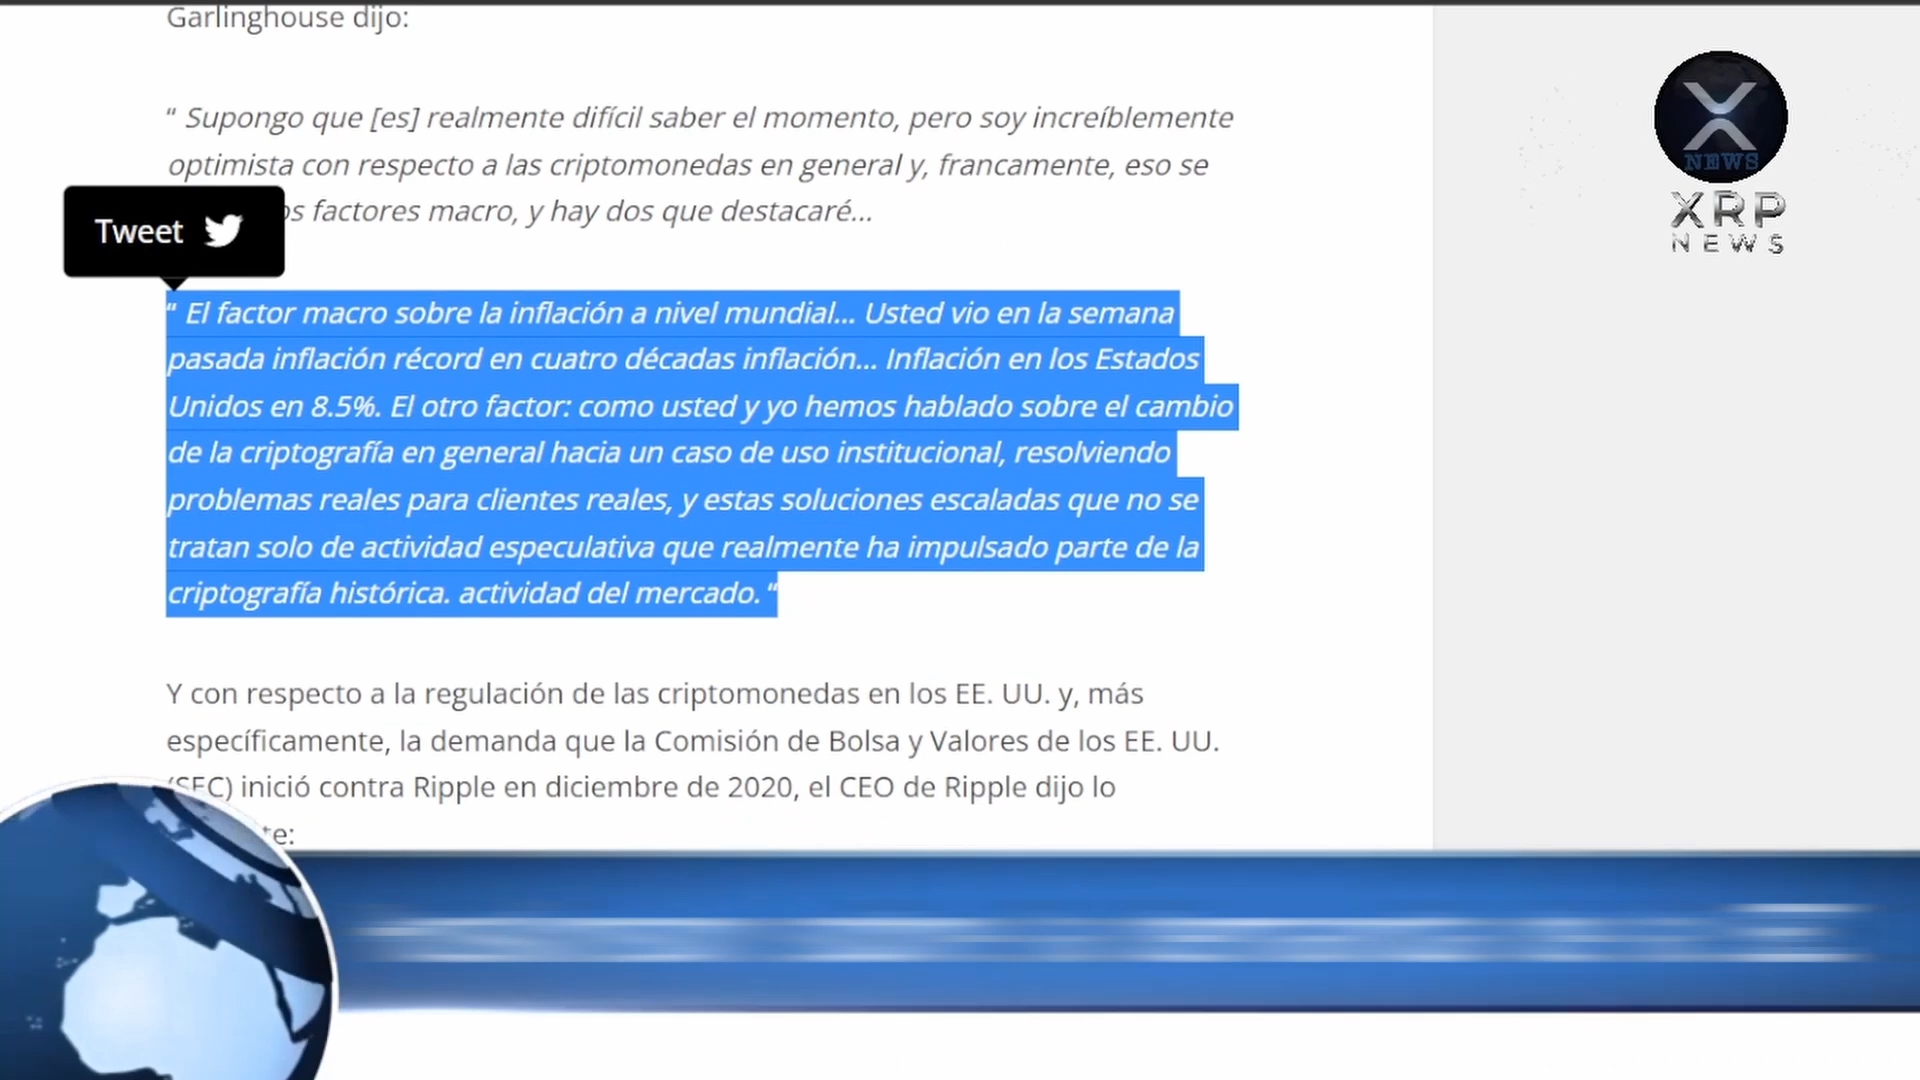 Garlinghouse dijo:
“ Supongo que [es] realmente difícil saber el momento, pero soy increíblemente
optimista con respecto a las criptomonedas en general y, francamente, eso se
os factores macro, y hay dos que destacaré...
Tweet
“ El factor macro sobre la inflación a nivel mundial... Usted vio en la semana
pasada inflación récord en cuatro décadas inflación... Inflación en los Estados
Unidos en 8.5%. El otro factor: como usted y yo hemos hablado sobre el cambio
de la criptografía en general hacia un caso de uso institucional, resolviendo
problemas reales para clientes reales, y estas soluciones escaladas que no se
tratan solo de actividad especulativa que realmente ha impulsado parte de la
criptografía histórica. actividad del mercado. “
Y con respecto a la regulación de las criptomonedas en los EE. UU. y, más
específicamente, la demanda que la Comisión de Bolsa y Valores de los EE. UU.
(SEC) inició contra Ripple en diciembre de 2020, el CEO de Ripple dijo lo
te:
NEWS
XRP
NEWS